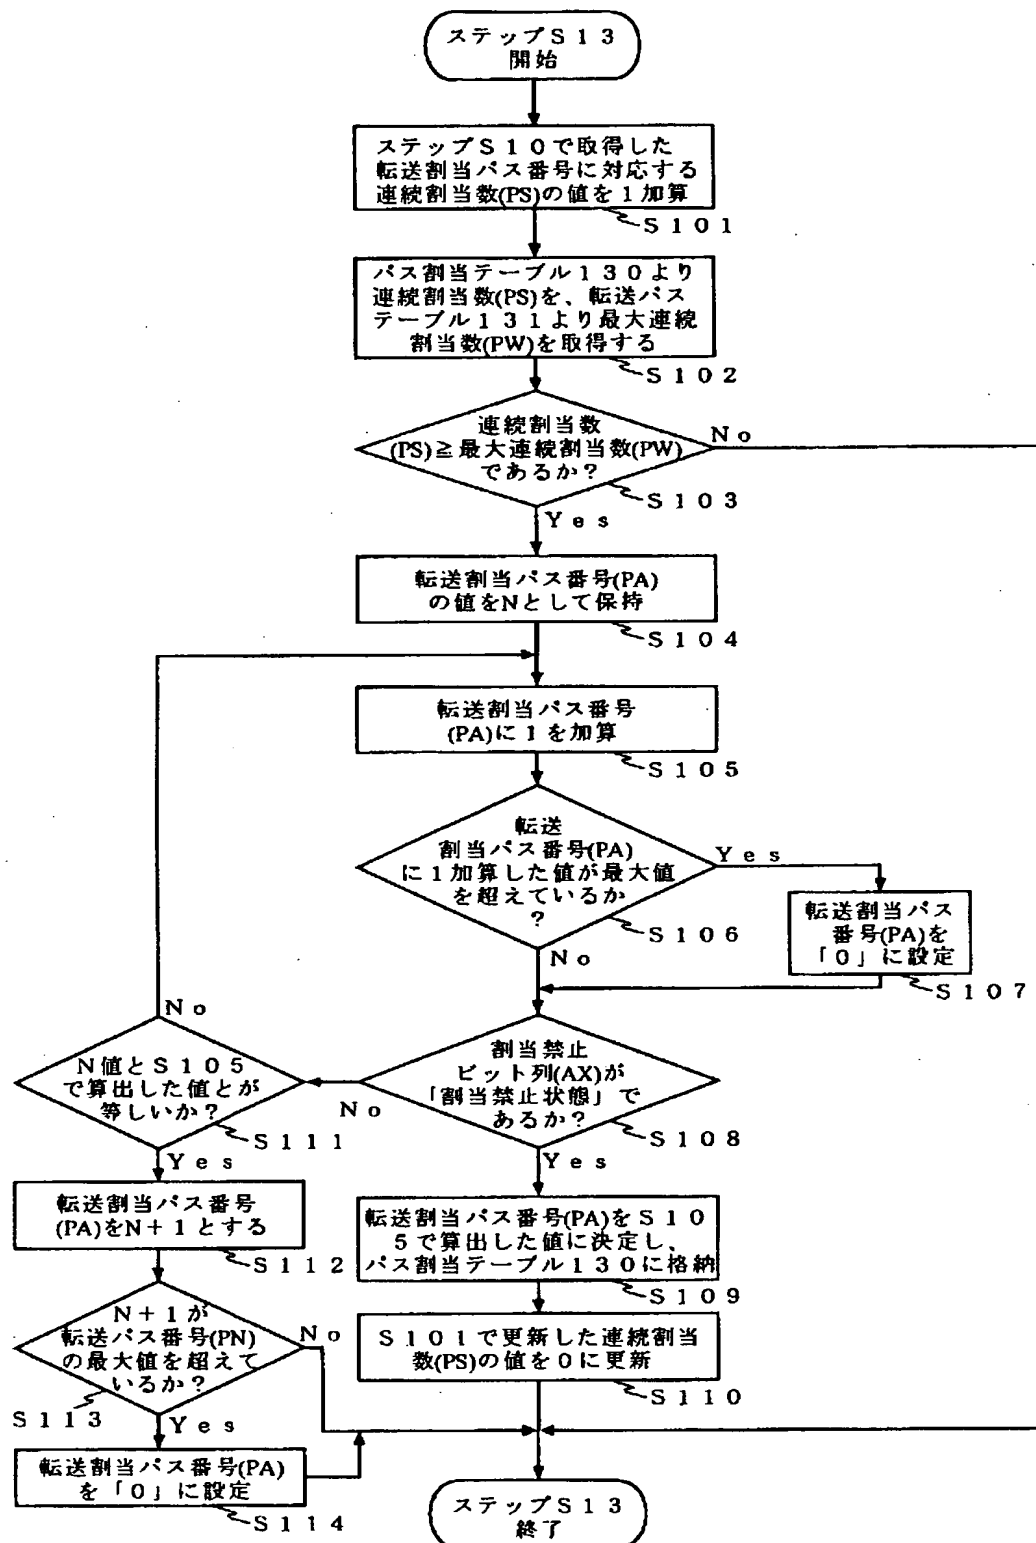 ステップS13
開始
ステップS10で取得した
転送割当パス番号に対応する
連続割当数(PS)の値を1加算
S101
パス割当テーブル130より
連続割当数(PS)を、転送パス
テーブル131より最大連続
割当数(PW)を取得する
S102
連続割当数
(PS)≧最大連続割当数(PW)
であるか?
No
S103
Yes
転送割当パス番号(PA)
の値をNとして保持
S104
転送割当パス番号
(PA)に1を加算
S105
転送
割当パス番号(PA)
に1加算した値が最大値
を超えているか
?
Yes
S106
No
転送割当パス
番号(PA)を
「0」に設定
S107
No
N値とS105
で算出した値とが
等しいか?
S111
Yes
割当禁止
ビット列(AX)が
「割当禁止状態」で
あるか?
No
S108
Yes
転送割当パス番号
(PA)をN+1とする
S112
転送割当パス番号(PA)をS10
5で算出した値に決定し、
パス割当テーブル130に格納
S109
N+1が
転送パス番号(PN)
の最大値を超えて
いるか?
No
S113
Yes
S101で更新した連続割当
数(PS)の値を0に更新
S110
転送割当パス番号(PA)
を「0」に設定
S114
ステップS13
終了